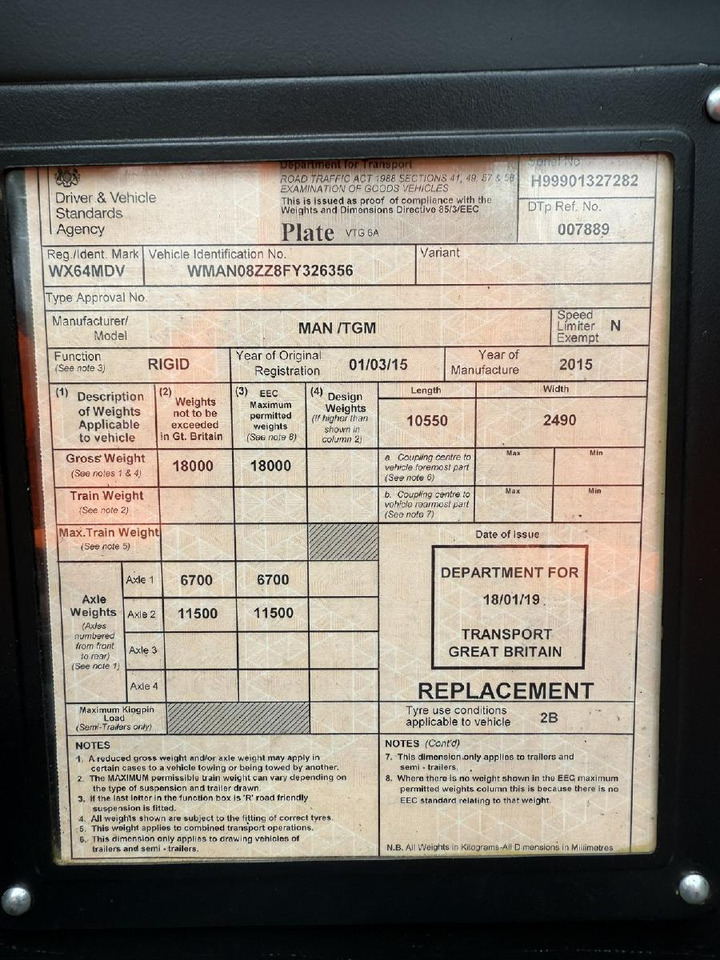 Department for Transport
Driver & Vehicle
Standards
Agency
ROAD TRAFFIC ACT 1988 SECTIONS 41, 49, 57 & 58
EXAMINATION OF GOODS VEHICLES
This is issued as proof of compliance with the
Weights and Dimensions Directive 85/3/EEC
Plate VTG 6A
Serial No
H99901327282
DTp Ref. No.
007889
Reg./Ident. Mark
WX64MDV
Vehicle Identification No.
WMAN08ZZ8FY326356
Variant
Type Approval No.
Manufacturer/
Model
MAN /TGM
Speed
Limiter
Exempt
N
Function
(See note 3)
RIGID
Year of Original
Registration
01/03/15
Year of
Manufacture
2015
(1) Description
of Weights
Applicable
to vehicle
(2) Weights
not to be
exceeded
in Gt. Britain
(3) EEC
Maximum
permitted
weights
(See note 8)
(4) Design
Weights
(if higher than
shown in
column 2)
Length
10550
Width
2490
Gross Weight
(See notes 1 & 4)
18000
18000
a. Coupling centre to
vehicle foremost part
(See note 6)
Max
Min
Train Weight
(See note 2)
b. Coupling centre to
vehicle rearmost part
(See note 7)
Max
Min
Max.Train Weight
(See note 5)
Axle
Weights
(Axles
numbered
from front
to rear)
(See note 1)
Axle 1
6700
6700
Axle 2
11500
11500
Axle 3
Axle 4
Date of Issue
DEPARTMENT FOR
18/01/19
TRANSPORT
GREAT BRITAIN
REPLACEMENT
Maximum Kingpin
Load
(Semi-Trailers only)
Tyre use conditions
applicable to vehicle
2B
NOTES
1. A reduced gross weight and/or axle weight may apply in
certain cases to a vehicle towing or being towed by another.
2. The MAXIMUM permissible train weight can vary depending on
the type of suspension and trailer drawn.
3. If the last letter in the function box is 'R' road friendly
suspension is fitted.
4. All weights shown are subject to the fitting of correct tyres.
5. This weight applies to combined transport operations.
6. This dimension only applies to drawing vehicles of
trailers and semi - trailers.
NOTES (Cont'd)
7. This dimension only applies to trailers and
semi - trailers.
8. Where there is no weight shown in the EEC maximum
permitted weights column this is because there is no
EEC standard relating to that weight.
N.B. All Weights in Kilograms-All Dimensions in Millimetres